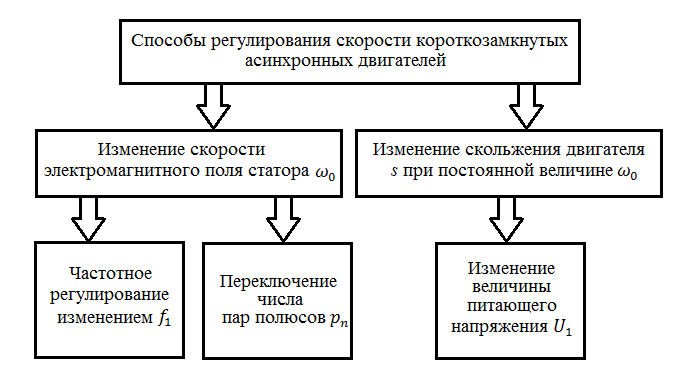 Способы регулирования скорости короткозамкнутых
асинхронных двигателей
Изменение скорости
электромагнитного поля статора ω₀
Изменение скольжения двигателя
s при постоянной величине ω₀
Частотное
регулирование
изменением f₁
Переключение
числа
пар полюсов pₙ
Изменение
величины
питающего
напряжения U₁